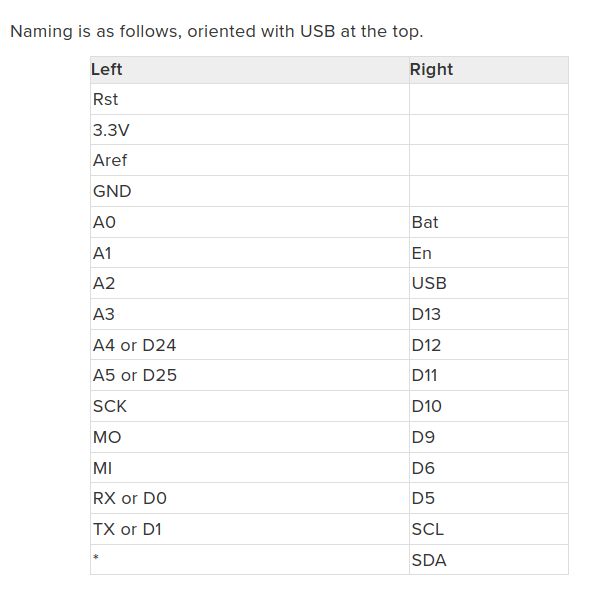 Naming is as follows, oriented with USB at the top.
Left Right
Rst
3.3V
Aref
GND
A0 Bat
A1 En
A2 USB
A3 D13
A4 or D24 D12
A5 or D25 D11
SCK D10
MO D9
MI D6
RX or D0 D5
TX or D1 SCL
* SDA